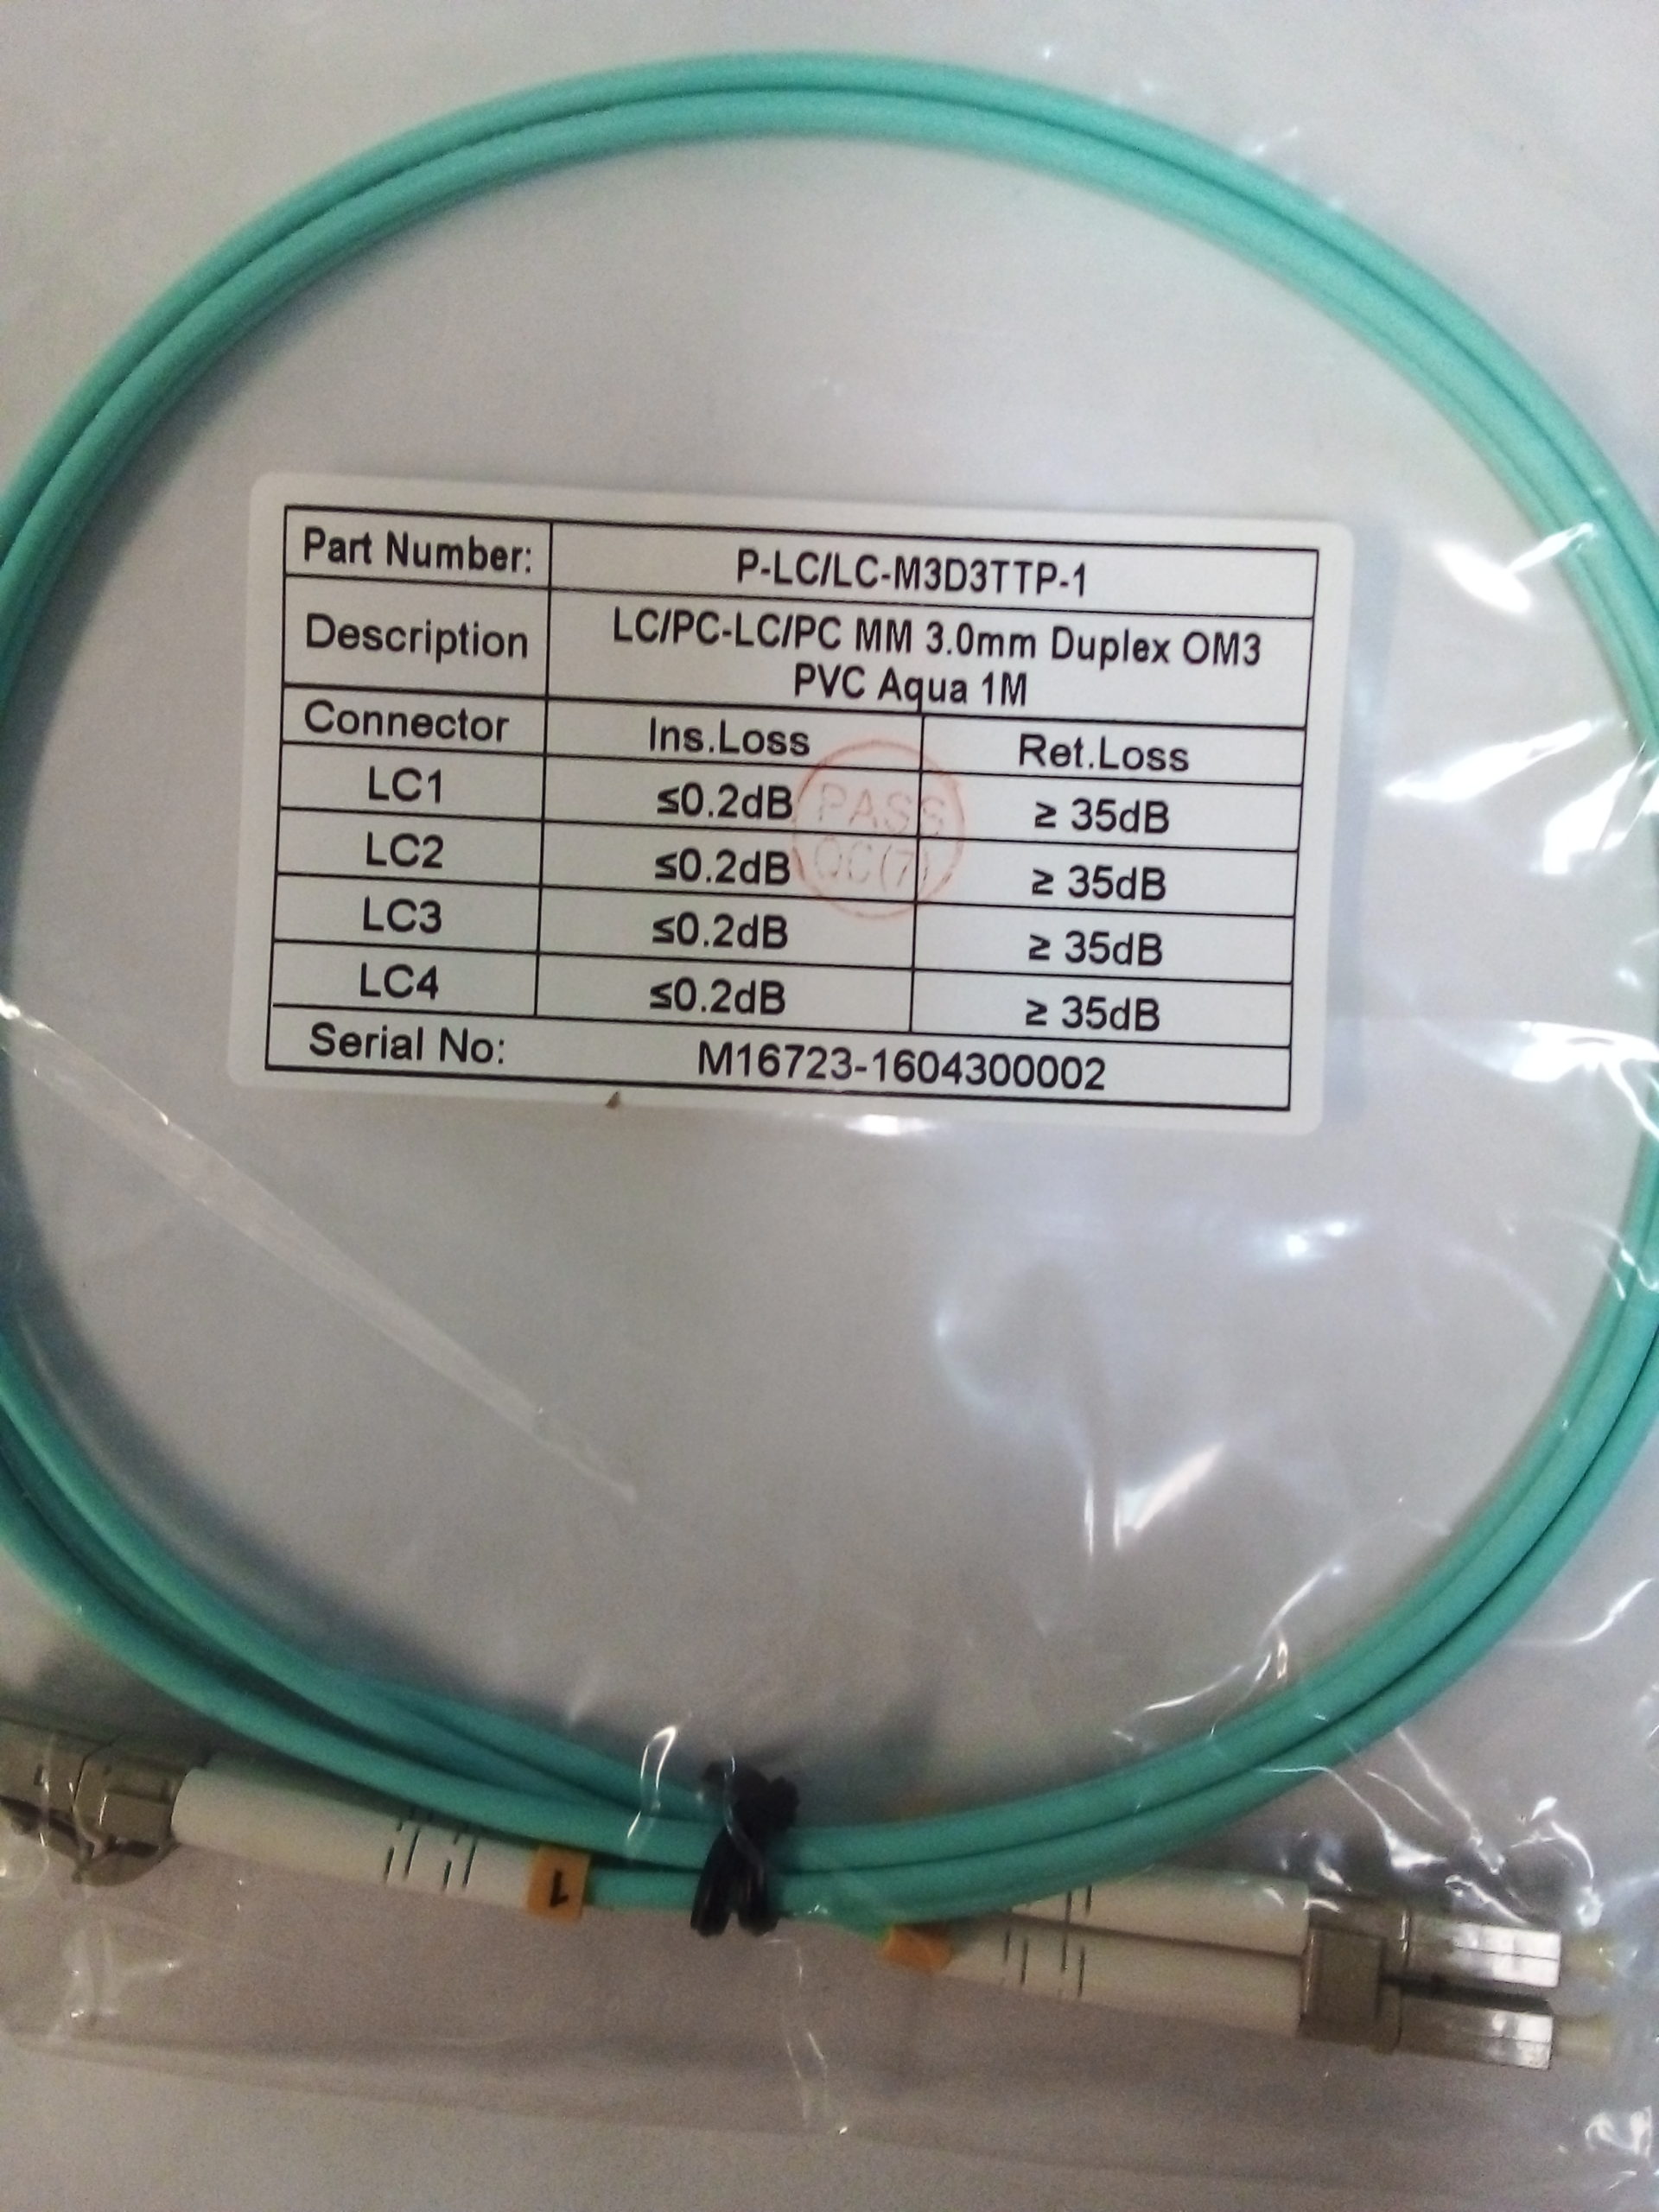 Part Number: P-LC/LC-M3D3TTP-1
Description LC/PC-LC/PC MM 3.0mm Duplex OM3
PVC Aqua 1M
Connector Ins.Loss Ret.Loss
LC1 ≤0.2dB ≥ 35dB
LC2 ≤0.2dB ≥ 35dB
LC3 ≤0.2dB ≥ 35dB
LC4 ≤0.2dB ≥ 35dB
Serial No: M16723-1604300002
PASS
QC(7)
1